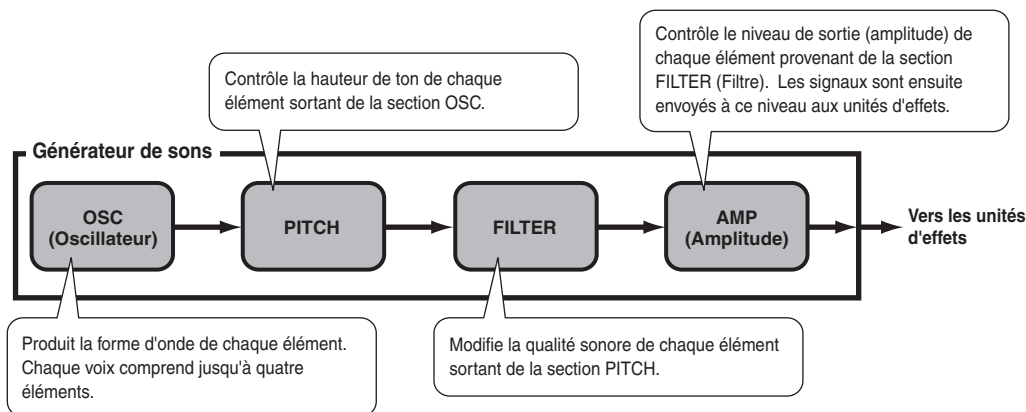 Contrôle le niveau de sortie (amplitude) de
chaque élément provenant de la section
FILTER (Filtre).  Les signaux sont ensuite
envoyés à ce niveau aux unités d'effets.
Contrôle la hauteur de ton de chaque
élément sortant de la section OSC.
Générateur de sons
OSC
(Oscillateur)
PITCH
FILTER
AMP
(Amplitude)
Vers les unités
d'effets
Produit la forme d'onde de chaque élément.
Chaque voix comprend jusqu'à quatre
éléments.
Modifie la qualité sonore de chaque élément
sortant de la section PITCH.